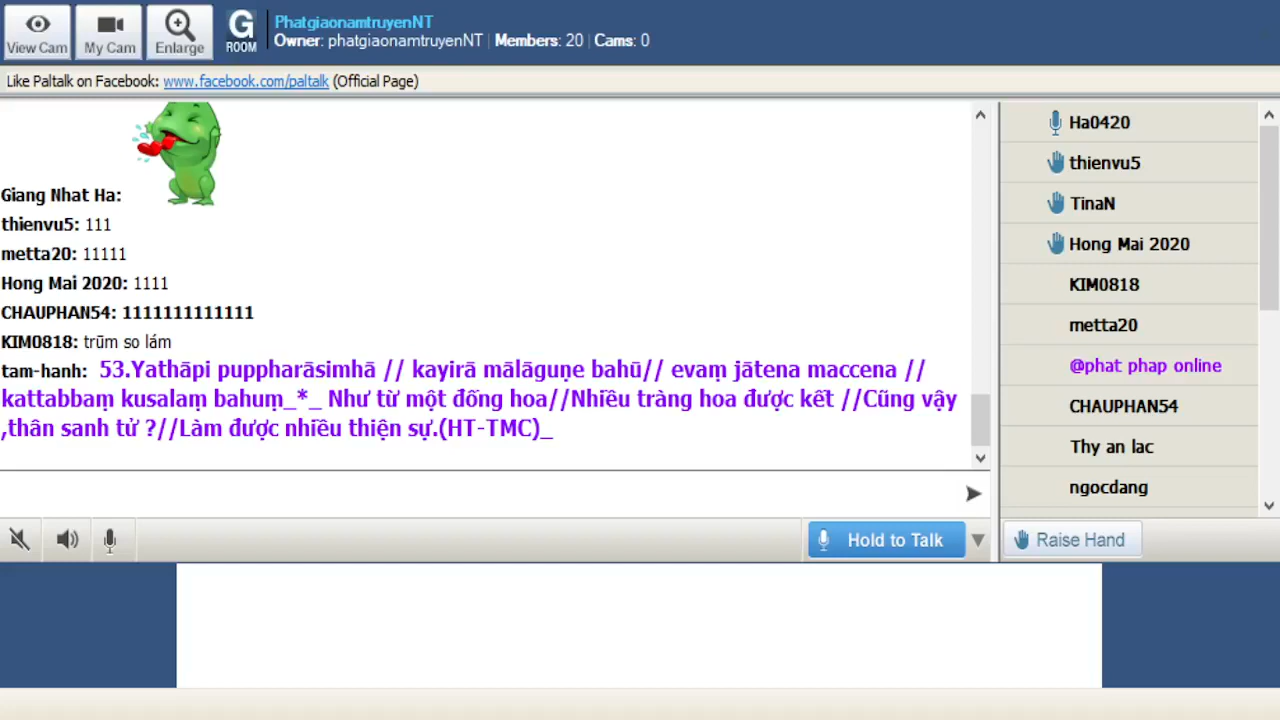 View Cam
My Cam
Enlarge
G
ROOM
PhatgiaonamtruyenNT
Owner: phatgiaonamtruyenNT | Members: 20 | Cams: 0
Like Paltalk on Facebook: www.facebook.com/paltalk (Official Page)
Giang Nhat Ha:
thienvu5: 111
metta20: 11111
Hong Mai 2020: 1111
CHAUPHAN54: 1111111111111
KIM0818: trũm so lám
tam-hanh: 53.Yathāpi puppharāsimhā // kayirā mālāguṇe bahū// evaṃ jātena maccena //
kattabbaṃ kusalaṃ bahuṃ_*_ Như từ một đống hoa//Nhiều tràng hoa được kết //Cũng vậy
,thân sanh tử ?//Làm được nhiều thiện sự.(HT-TMC)_
Ha0420
thienvu5
TinaN
Hong Mai 2020
KIM0818
metta20
@phat phap online
CHAUPHAN54
Thy an lac
ngocdang
Hold to Talk
Raise Hand